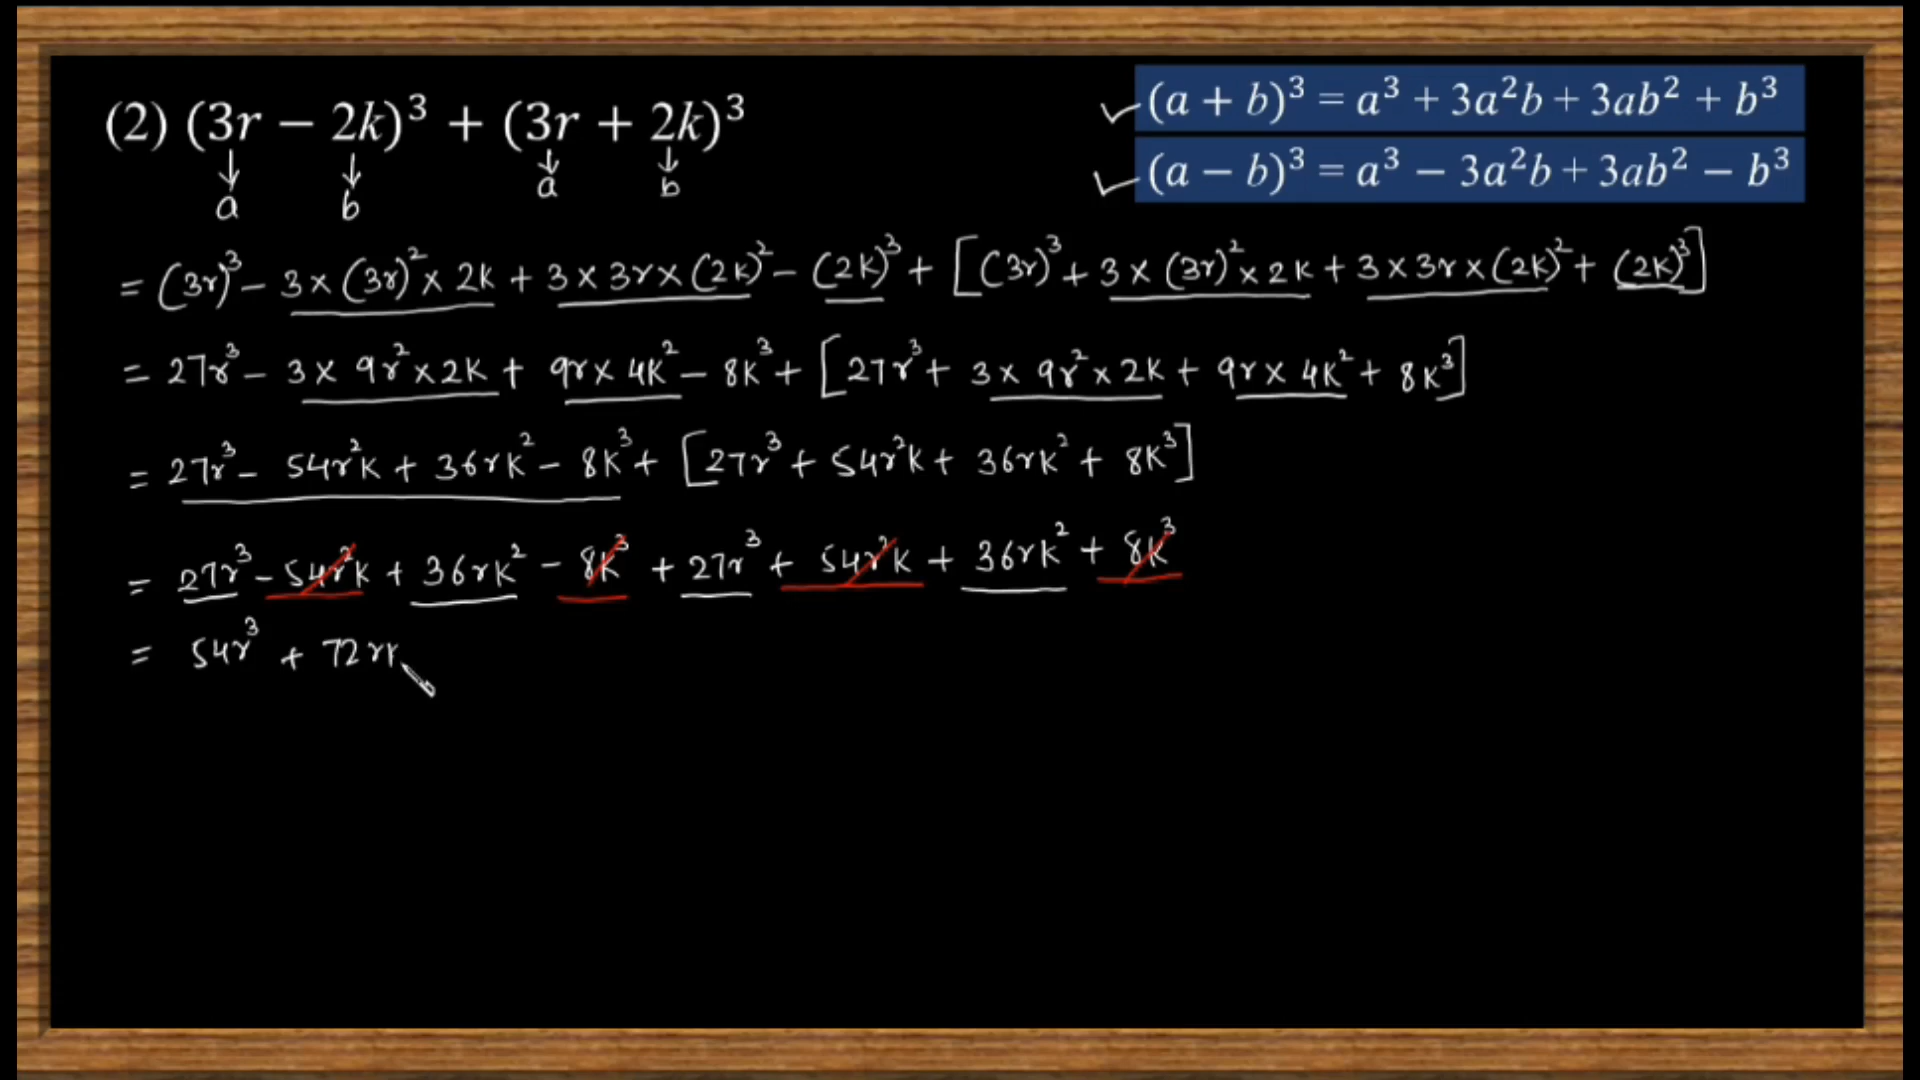 (2) (3r − 2k)³ + (3r + 2k)³
(a + b)³ = a³ + 3a²b + 3ab² + b³
(a − b)³ = a³ − 3a²b + 3ab² − b³
a b a b
= (3r)³ − 3 × (3r)² × 2k + 3 × 3r × (2k)² − (2k)³ + [(3r)³ + 3 × (3r)² × 2k + 3 × 3r × (2k)² + (2k)³]
= 27r³ − 3 × 9r² × 2k + 9r × 4k² − 8k³ + [27r³ + 3 × 9r² × 2k + 9r × 4k² + 8k³]
= 27r³ − 54r²k + 36rk² − 8k³ + [27r³ + 54r²k + 36rk² + 8k³]
= 27r³ − 54r²k + 36rk² − 8k³ + 27r³ + 54r²k + 36rk² + 8k³
= 54r³ + 72r